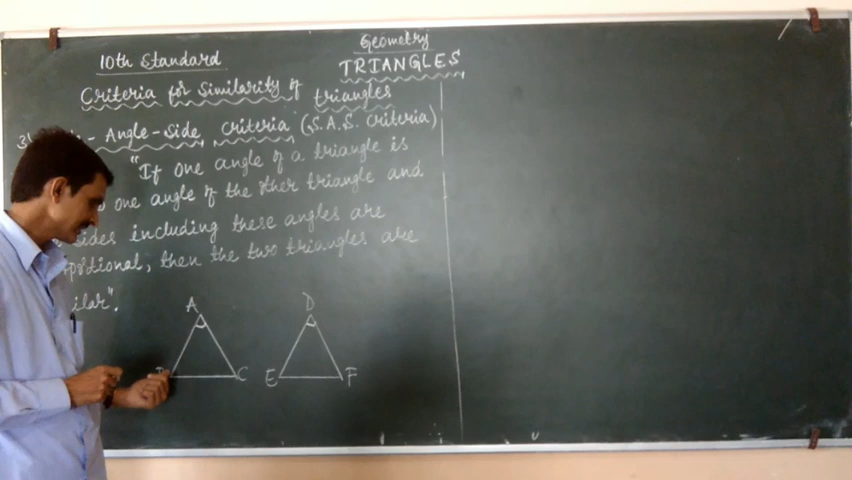 Geometry
10th Standard
TRIANGLES
Criteria for Similarity of triangles
3) - Angle - Side criteria (S.A.S. criteria)
"If one angle of a triangle is
one angle of the other triangle and
sides including these angles are
, then the two triangles are
".
A D
C E F